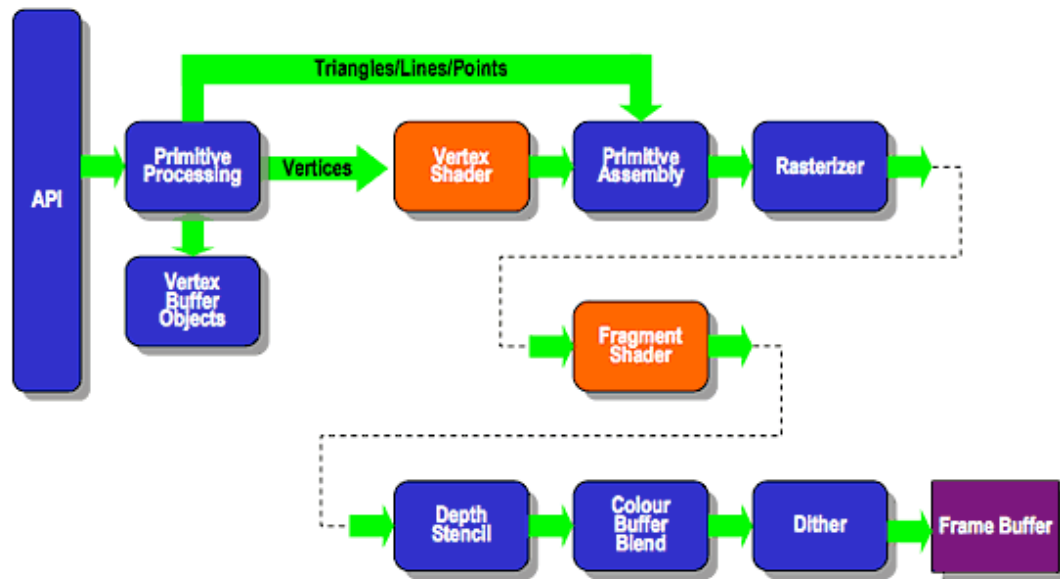 Triangles/Lines/Points
API
Primitive
Processing
Vertices
Vertex
Shader
Primitive
Assembly
Rasterizer
Vertex
Buffer
Objects
Fragment
Shader
Depth
Stencil
Colour
Buffer
Blend
Dither
Frame Buffer